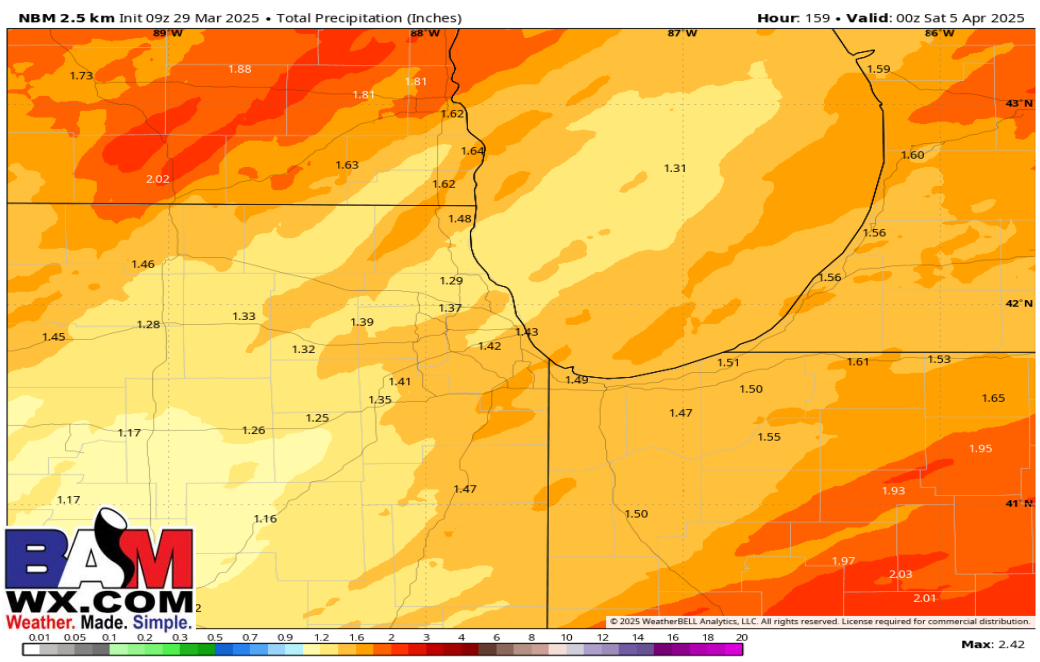 NBM 2.5 km Init 09z 29 Mar 2025 • Total Precipitation (Inches) Hour: 159 • Valid: 00z Sat 5 Apr 2025
89°W 88°W 87°W 86°W
1.73 1.88 1.81 1.59
1.81 43°N
1.62
1.64 1.60
1.63 1.31
2.02 1.62
1.48
1.56
1.46
1.29 1.56
1.37 42°N
1.33
1.28 1.39
1.45 1.43
1.32 1.42
1.51 1.61 1.53
1.41 1.49
1.35 1.50 1.65
1.25 1.47
1.17 1.26
1.55
1.95
1.47 1.93
1.17 41°N
1.16 1.50
1.97
2.03
2.01
2
BAM
WX.COM
Weather. Made. Simple.
© 2025 WeatherBELL Analytics, LLC. All rights reserved. License required for commercial distribution.
0.01 0.05 0.1 0.2 0.3 0.5 0.7 0.9 1.2 1.6 2 3 4 6 8 10 12 14 16 18 20
Max: 2.42